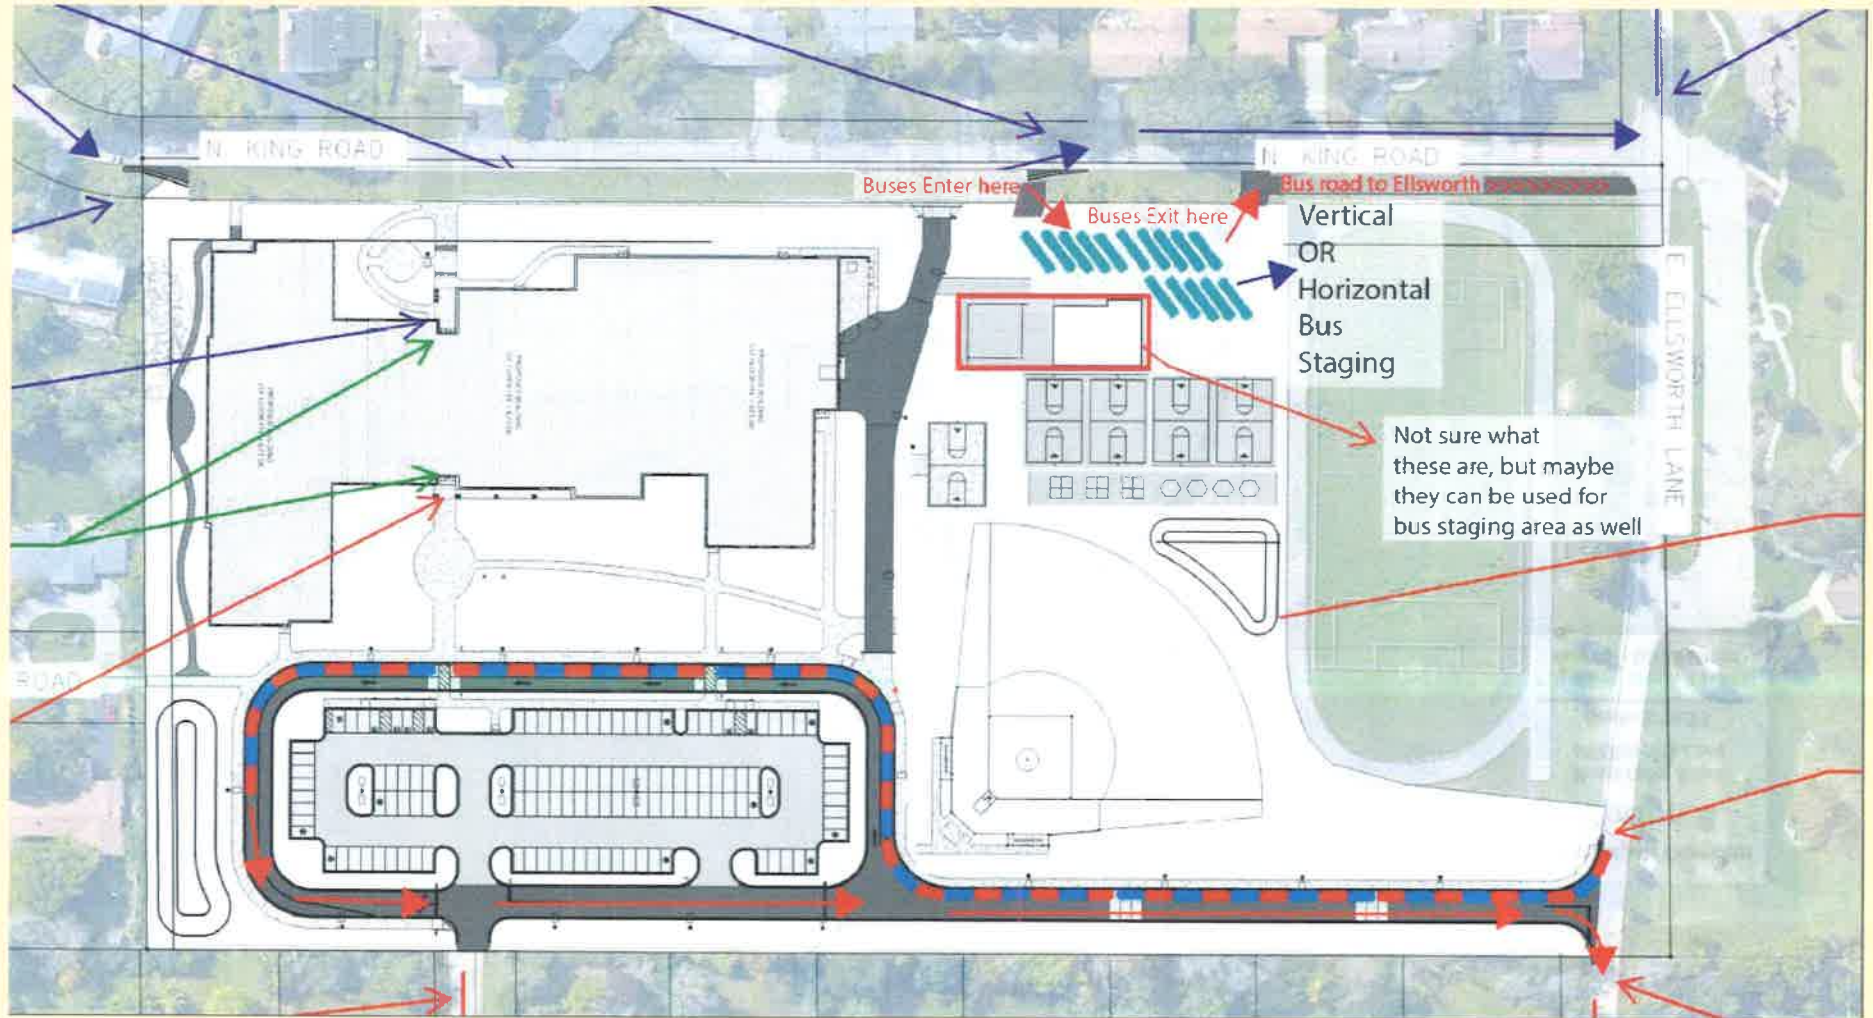 N. KING ROAD
N. KING ROAD
Buses Enter here
Bus road to Ellsworth
Buses Exit here
Vertical
OR
Horizontal
Bus
Staging
E. ELLSWORTH LANE
Not sure what
these are, but maybe
they can be used for
bus staging area as well
ROAD